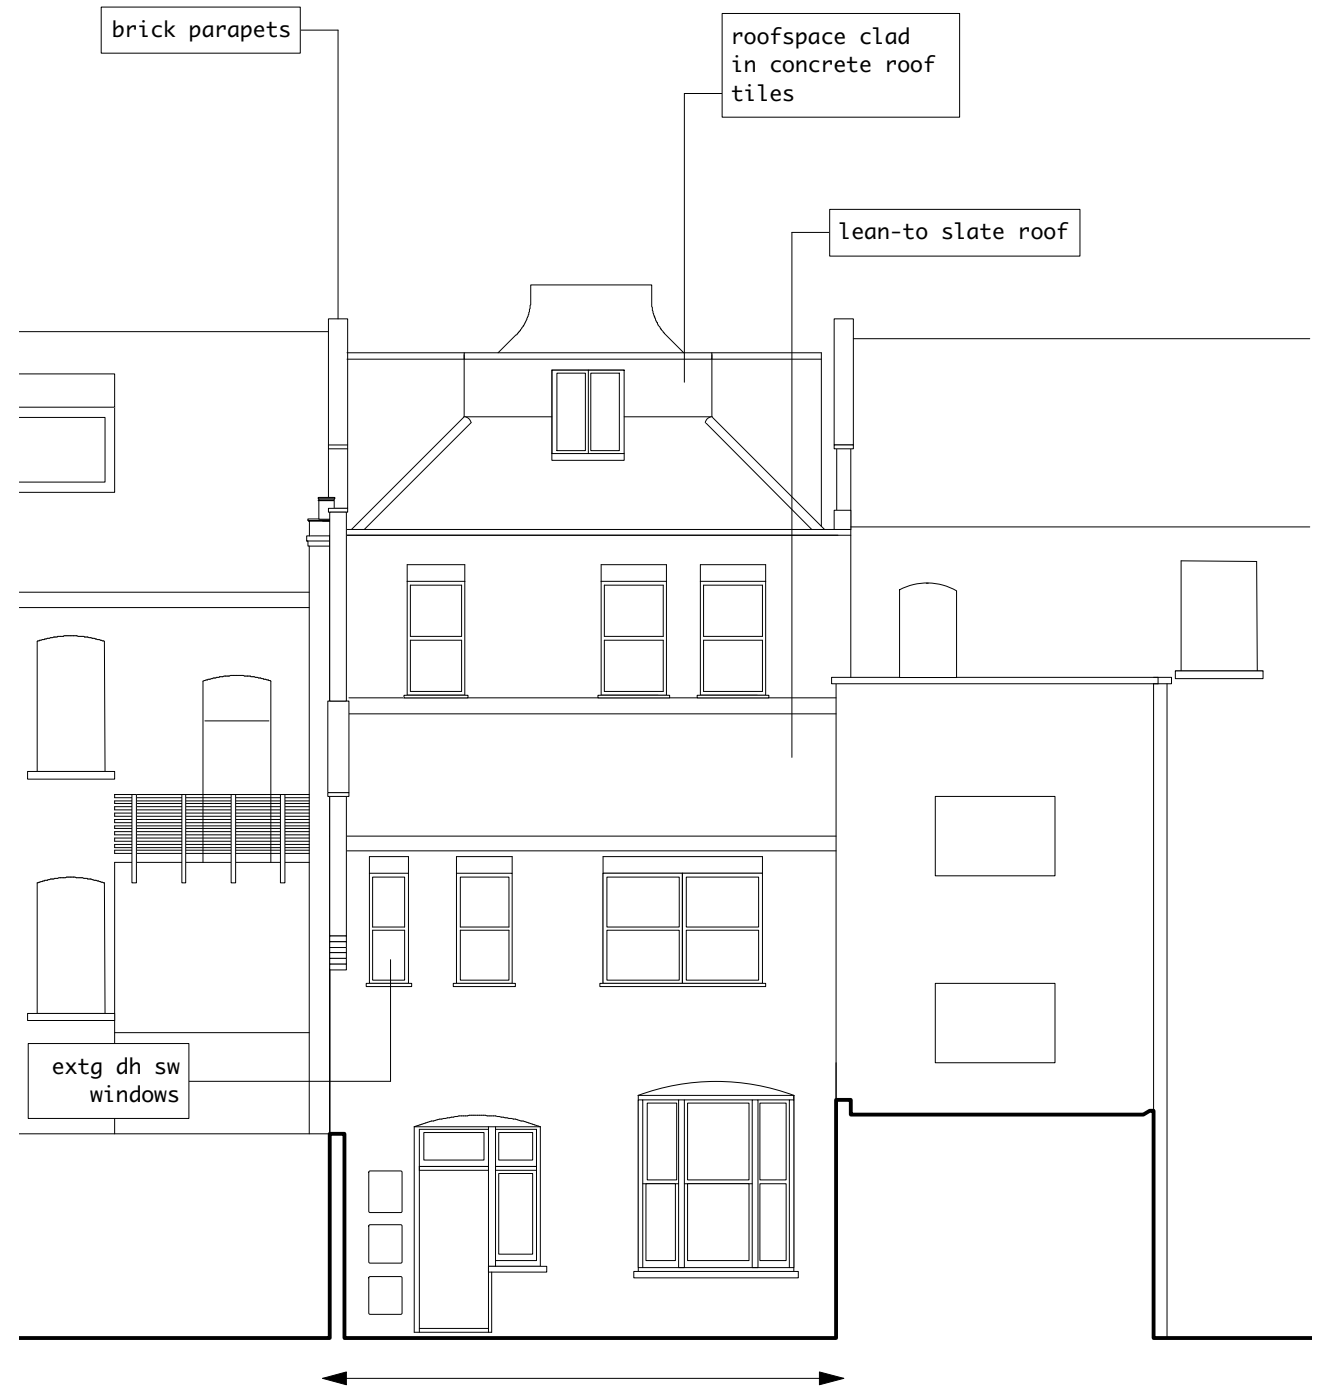 brick parapets
roofspace clad
in concrete roof
tiles
lean-to slate roof
extg dh sw
windows